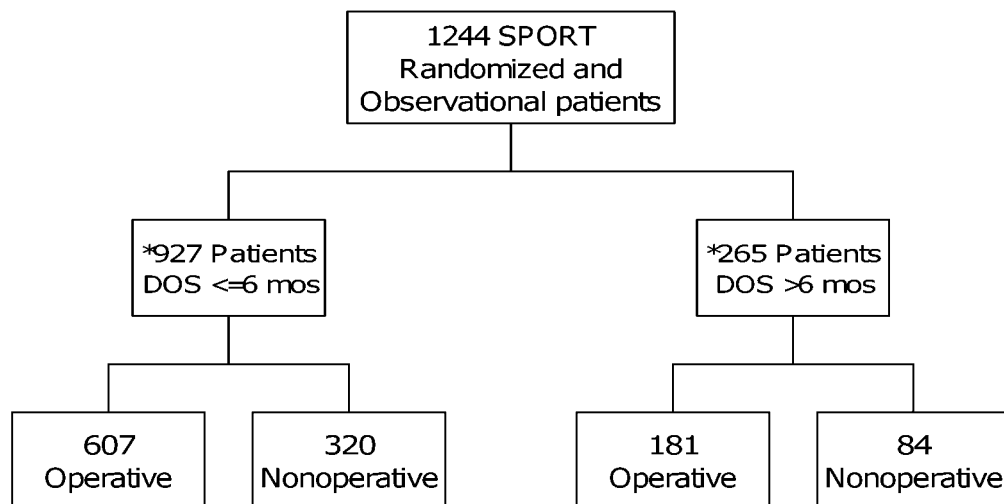 1244 SPORT
Randomized and
Observational patients
*927 Patients
DOS <=6 mos
*265 Patients
DOS >6 mos
607
Operative
320
Nonoperative
181
Operative
84
Nonoperative